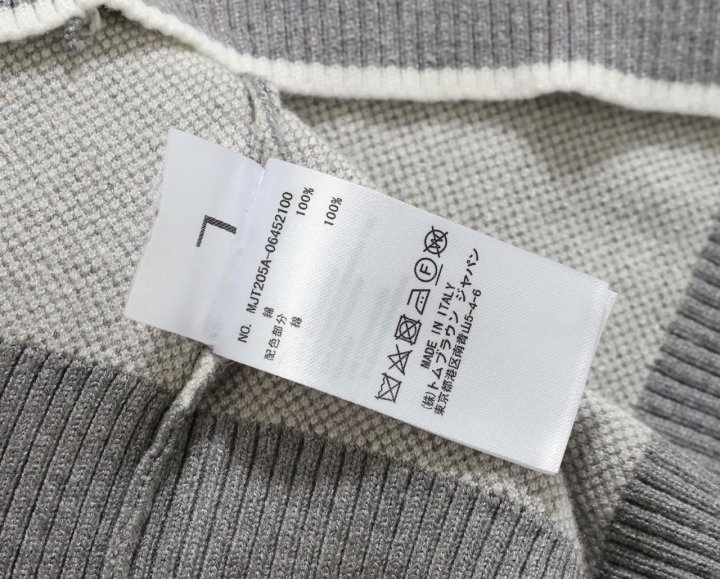 L
NO. MJT205A-06452100
綿 100%
配色部分 綿 100%
F
MADE IN ITALY
(株)トムブラウン ジャパン
東京都港区南青山5-4-6